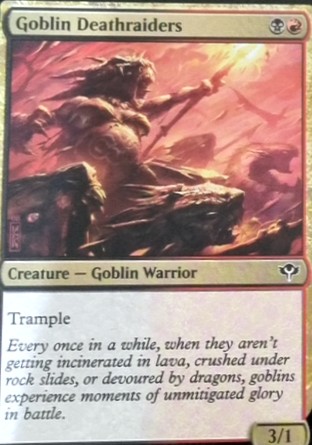 Goblin Deathraiders
Creature — Goblin Warrior
Trample
Every once in a while, when they aren't
getting incinerated in lava, crushed under
rock slides, or devoured by dragons, goblins
experience moments of unmitigated glory
in battle.
3/1